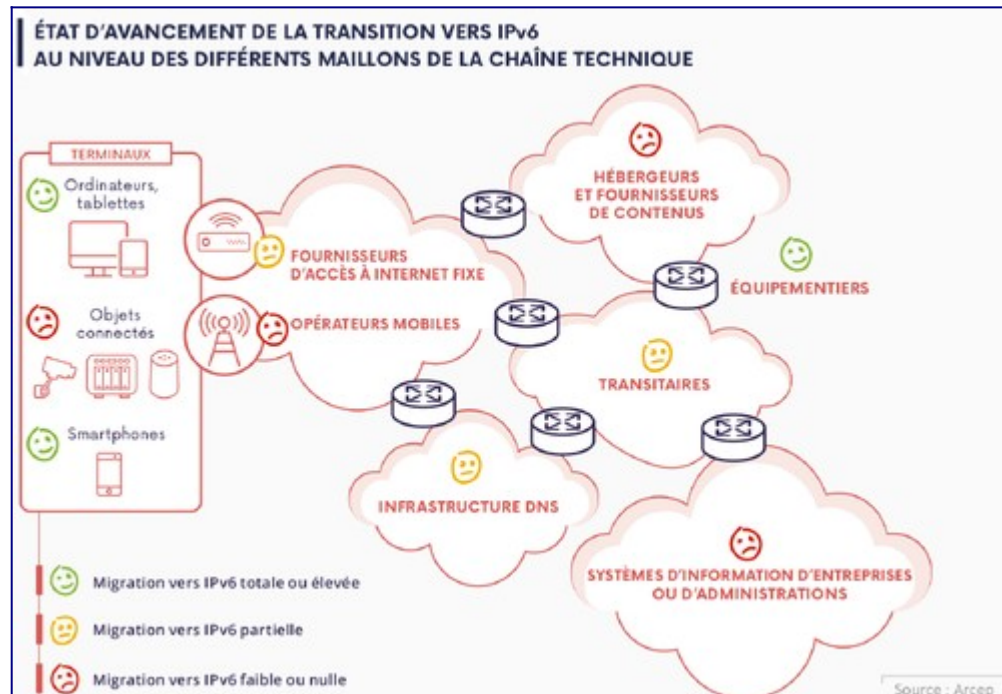 ÉTAT D'AVANCEMENT DE LA TRANSITION VERS IPv6
AU NIVEAU DES DIFFÉRENTS MAILLONS DE LA CHAÎNE TECHNIQUE
TERMINAUX
Ordinateurs,
tablettes
Objets
connectés
Smartphones
FOURNISSEURS
D'ACCÈS À INTERNET FIXE
OPÉRATEURS MOBILES
HÉBERGEURS
ET FOURNISSEURS
DE CONTENUS
ÉQUIPEMENTIERS
TRANSITAIRES
INFRASTRUCTURE DNS
SYSTÈMES D'INFORMATION D'ENTREPRISES
OU D'ADMINISTRATIONS
Migration vers IPv6 totale ou élevée
Migration vers IPv6 partielle
Migration vers IPv6 faible ou nulle
Source : Arcep